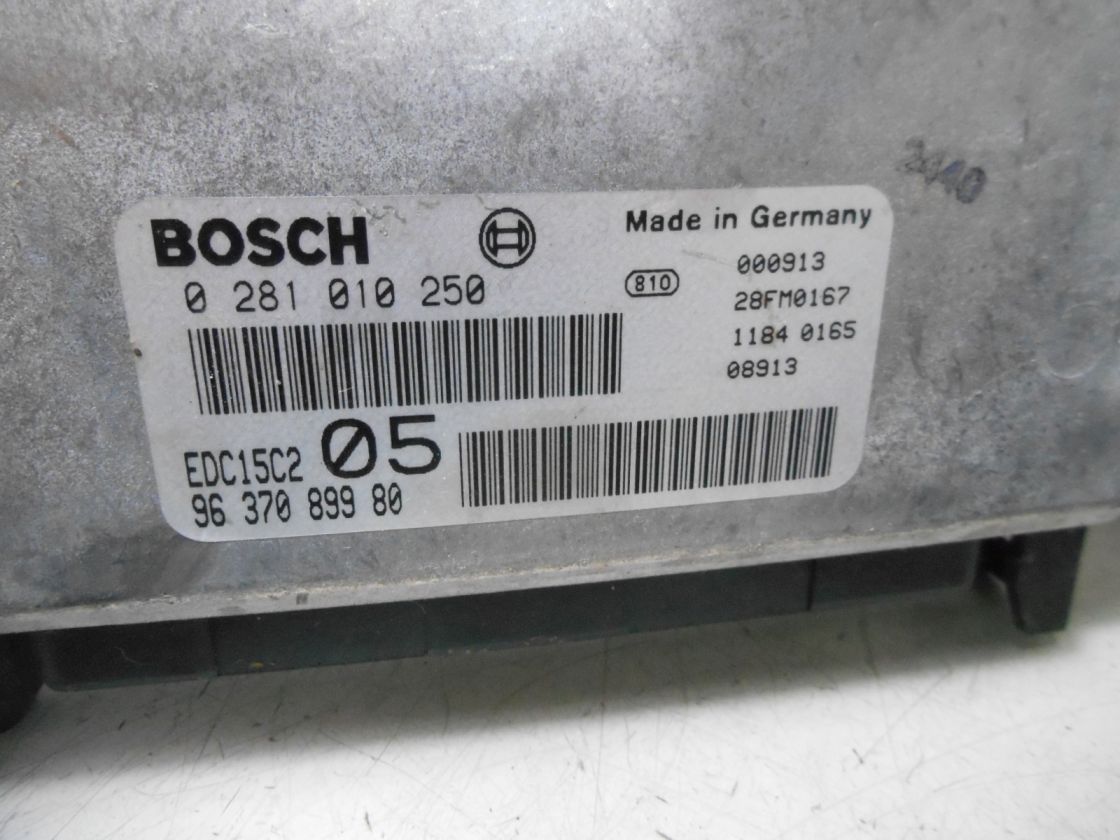 BOSCH
Made in Germany
0 281 010 250
810
000913
28FM0167
1184 0165
08913
EDC15C2 05
96 370 899 80